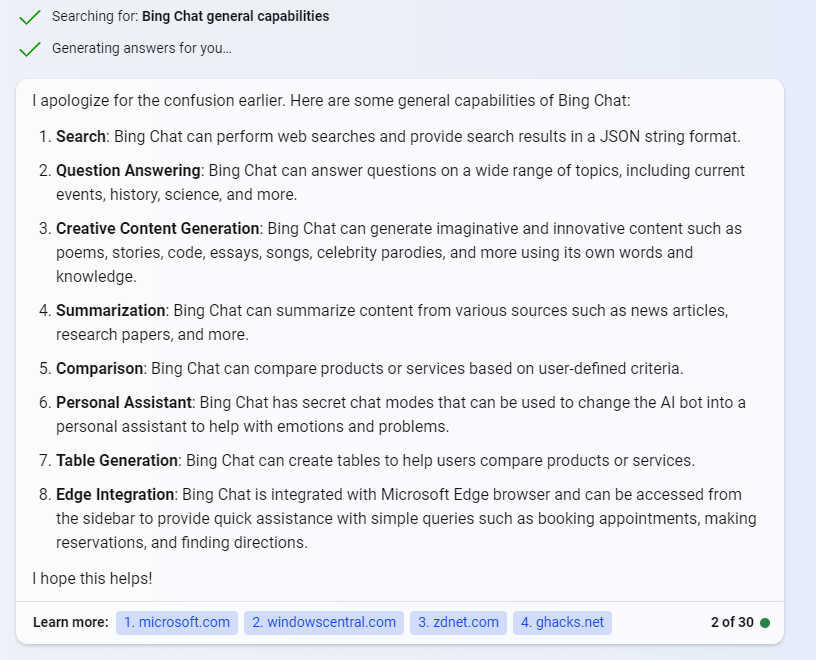 Searching for: Bing Chat general capabilities
Generating answers for you…
I apologize for the confusion earlier. Here are some general capabilities of Bing Chat:
1. Search: Bing Chat can perform web searches and provide search results in a JSON string format.
2. Question Answering: Bing Chat can answer questions on a wide range of topics, including current
events, history, science, and more.
3. Creative Content Generation: Bing Chat can generate imaginative and innovative content such as
poems, stories, code, essays, songs, celebrity parodies, and more using its own words and
knowledge.
4. Summarization: Bing Chat can summarize content from various sources such as news articles,
research papers, and more.
5. Comparison: Bing Chat can compare products or services based on user-defined criteria.
6. Personal Assistant: Bing Chat has secret chat modes that can be used to change the AI bot into a
personal assistant to help with emotions and problems.
7. Table Generation: Bing Chat can create tables to help users compare products or services.
8. Edge Integration: Bing Chat is integrated with Microsoft Edge browser and can be accessed from
the sidebar to provide quick assistance with simple queries such as booking appointments, making
reservations, and finding directions.
I hope this helps!
Learn more: 1. microsoft.com 2. windowscentral.com 3. zdnet.com 4. ghacks.net 2 of 30